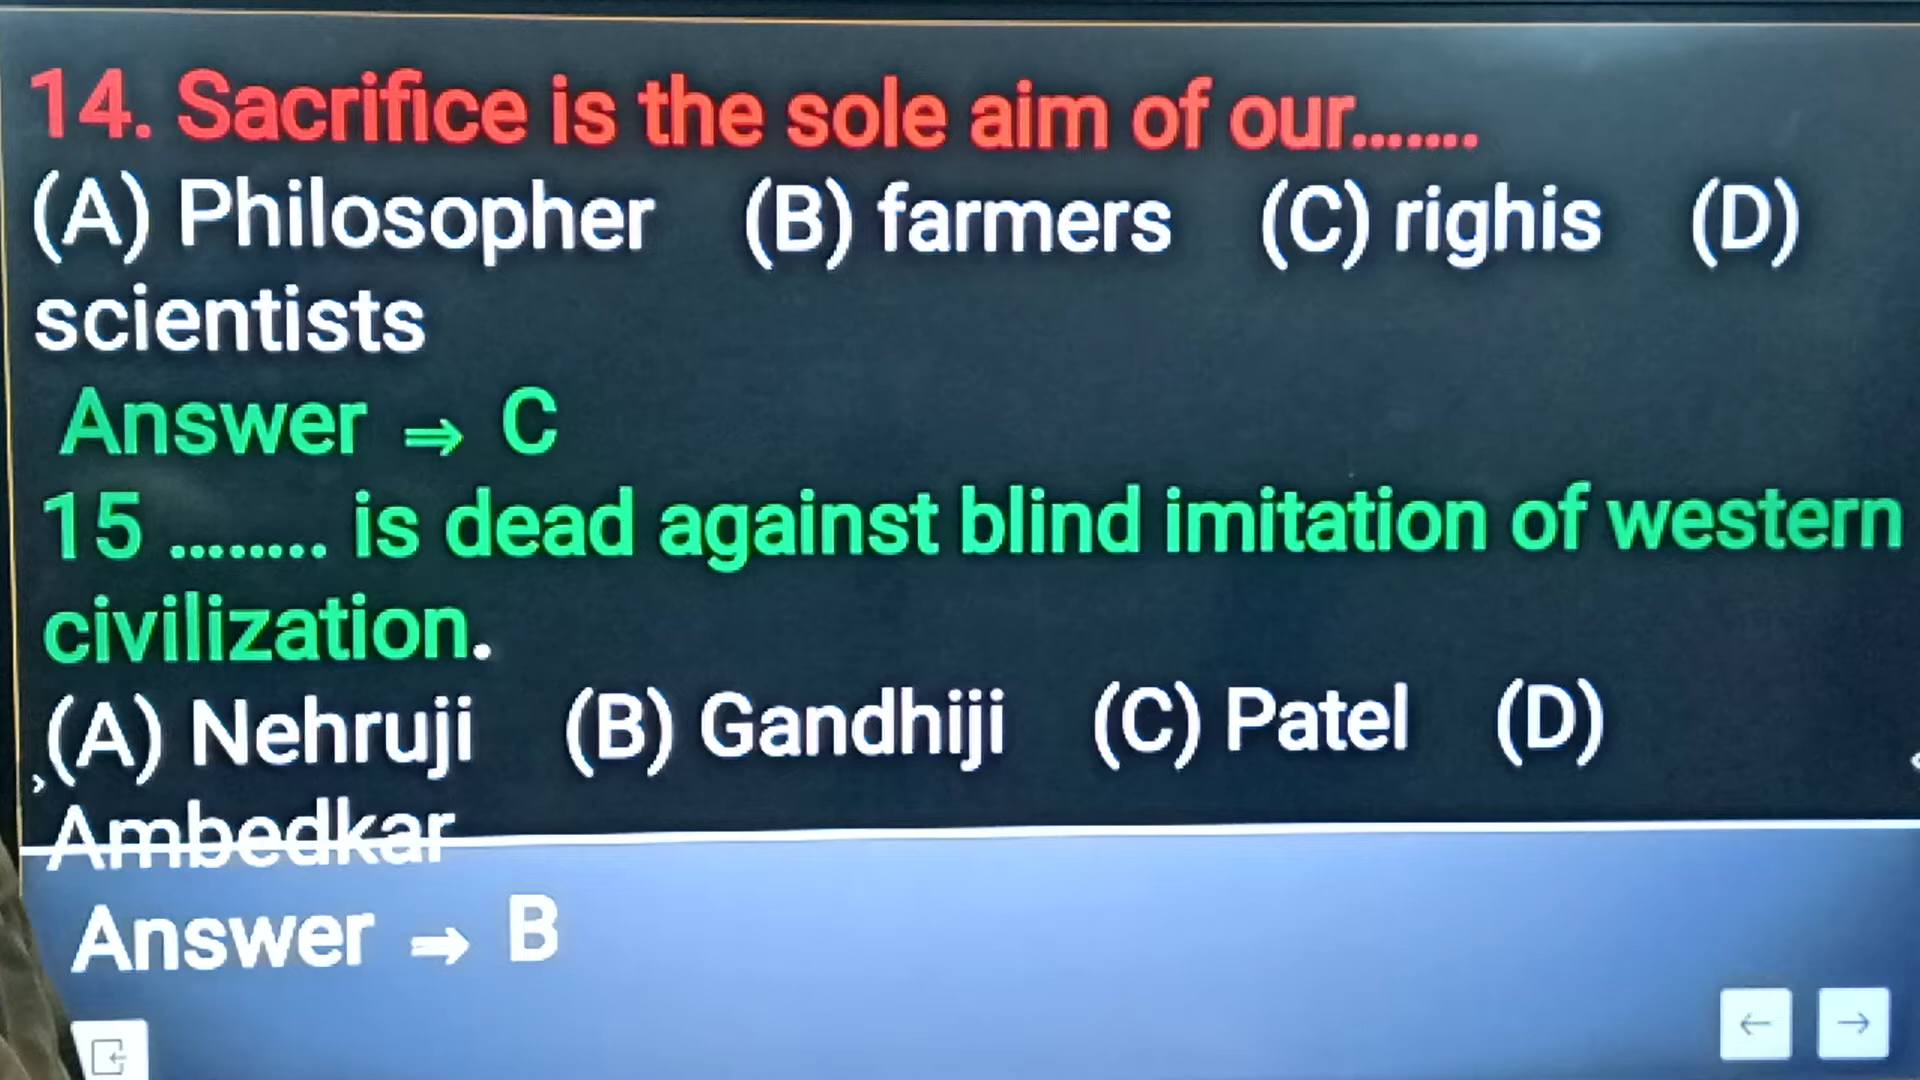 14. Sacrifice is the sole aim of our.......
(A) Philosopher (B) farmers (C) righis (D)
scientists
Answer ⇒ C
15 ........ is dead against blind imitation of western
civilization.
(A) Nehruji (B) Gandhiji (C) Patel (D)
Ambedkar
Answer ⇒ B